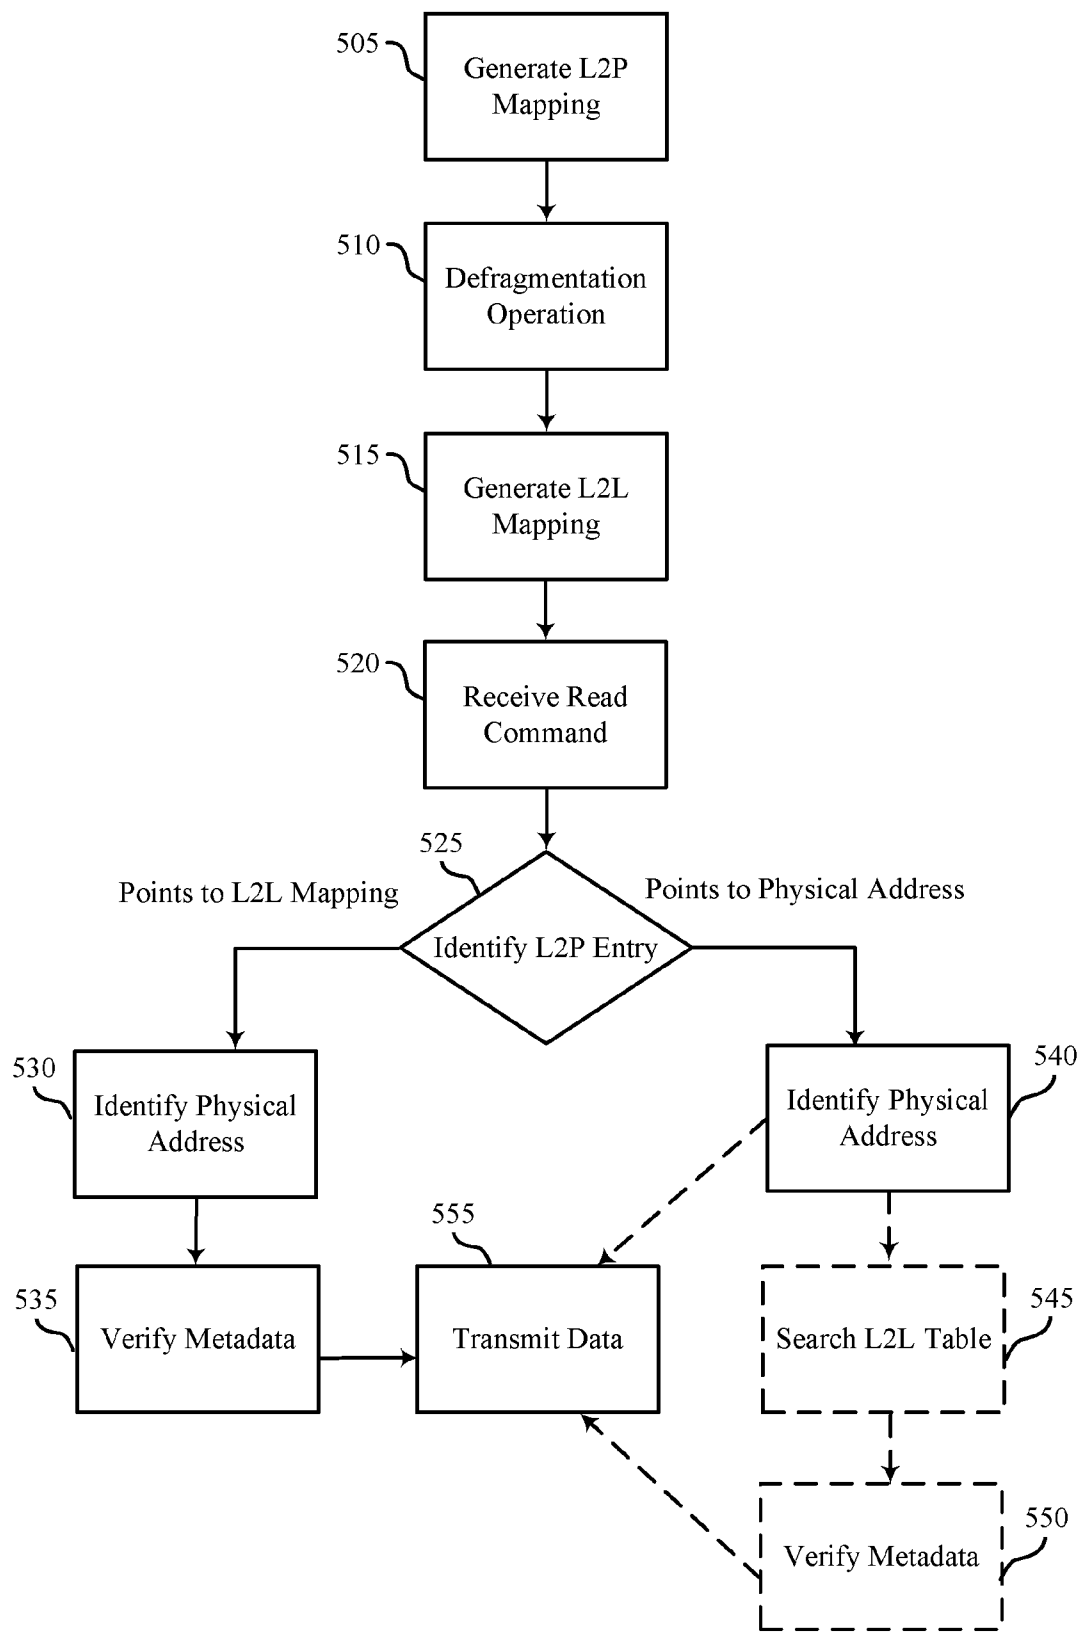 505
Generate L2P
Mapping
510
Defragmentation
Operation
515
Generate L2L
Mapping
520
Receive Read
Command
525
Points to L2L Mapping
Points to Physical Address
Identify L2P Entry
530
Identify Physical
Address
540
Identify Physical
Address
535
Verify Metadata
555
Transmit Data
545
Search L2L Table
550
Verify Metadata